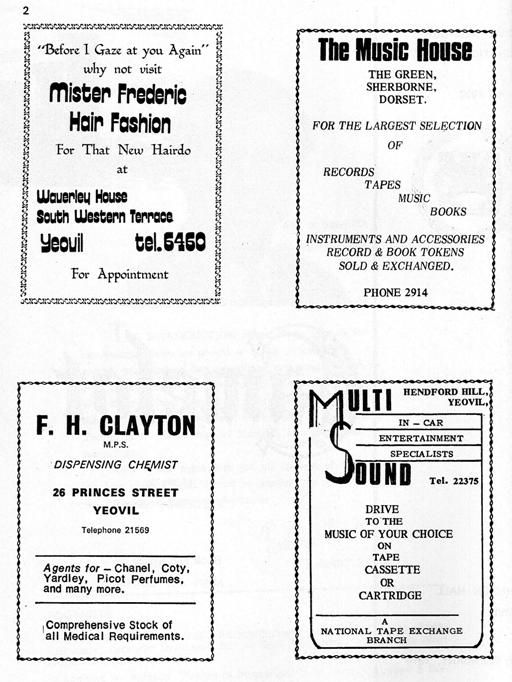 2
"Before I Gaze at you Again"
why not visit
Mister Frederic
Hair Fashion
For That New Hairdo
at
Waverley House
South Western Terrace
Yeovil tel.6460
For Appointment
The Music House
THE GREEN,
SHERBORNE,
DORSET.
FOR THE LARGEST SELECTION
OF
RECORDS
TAPES
MUSIC
BOOKS
INSTRUMENTS AND ACCESSORIES
RECORD & BOOK TOKENS
SOLD & EXCHANGED.
PHONE 2914
F. H. CLAYTON
M.P.S.
DISPENSING CHEMIST
26 PRINCES STREET
YEOVIL
Telephone 21569
Agents for – Chanel, Coty,
Yardley, Picot Perfumes,
and many more.
Comprehensive Stock of
all Medical Requirements.
MULTI
SOUND
HENDFORD HILL,
YEOVIL,
IN – CAR
ENTERTAINMENT
SPECIALISTS
Tel. 22375
DRIVE
TO THE
MUSIC OF YOUR CHOICE
ON
TAPE
CASSETTE
OR
CARTRIDGE
A
NATIONAL TAPE EXCHANGE
BRANCH